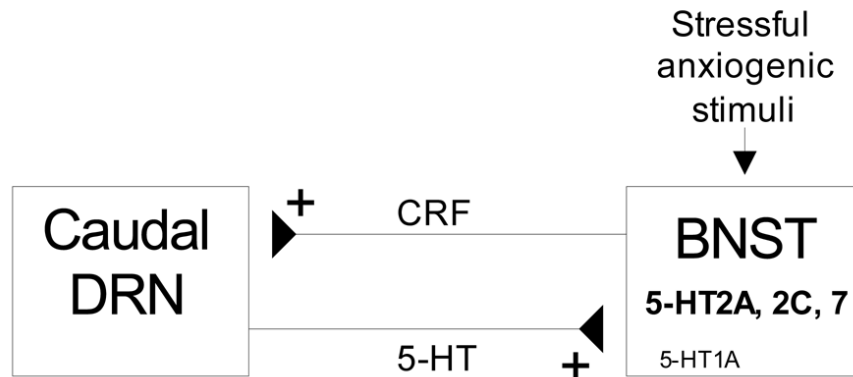 Stressful
anxiogenic
stimuli
Caudal
DRN
+
CRF
5-HT
+
BNST
5-HT2A, 2C, 7
5-HT1A